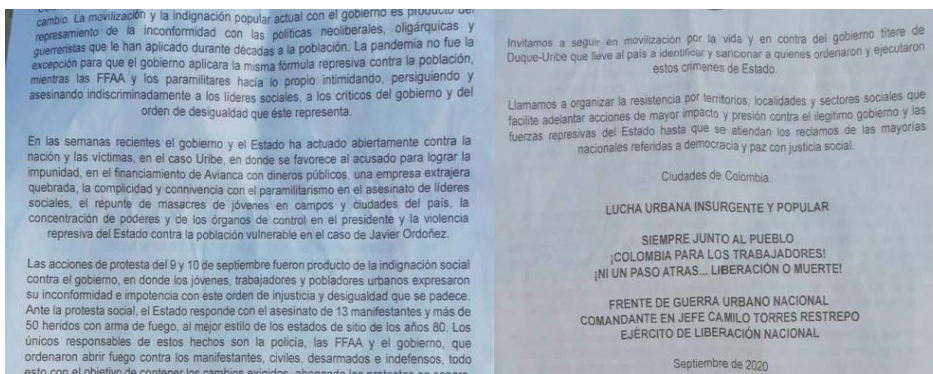 cambio. La movilización y la indignación popular actual con el gobierno es producto del
represamiento de la inconformidad con las políticas neoliberales, oligárquicas y
guerreristas que le han aplicado durante décadas a la población. La pandemia no fue la
excepción para que el gobierno aplicara la misma fórmula represiva contra la población,
mientras las FFAA y los paramilitares hacía lo propio intimidando, persiguiendo y
asesinando indiscriminadamente a los líderes sociales, a los críticos del gobierno y del
orden de desigualdad que éste representa.
En las semanas recientes el gobierno y el Estado ha actuado abiertamente contra la
nación y las víctimas, en el caso Uribe, en donde se favorece al acusado para lograr la
impunidad, en el financiamiento de Avianca con dineros públicos, una empresa extrajera
quebrada, la complicidad y connivencia con el paramilitarismo en el asesinato de líderes
sociales, el repunte de masacres de jóvenes en campos y ciudades del país, la
concentración de poderes y de los órganos de control en el presidente y la violencia
represiva del Estado contra la población vulnerable en el caso de Javier Ordoñez.
Las acciones de protesta del 9 y 10 de septiembre fueron producto de la indignación social
contra el gobierno, en donde los jóvenes, trabajadores y pobladores urbanos expresaron
su inconformidad e impotencia con este orden de injusticia y desigualdad que se padece.
Ante la protesta social, el Estado responde con el asesinato de 13 manifestantes y más de
50 heridos con arma de fuego, al mejor estilo de los estados de sitio de los años 80. Los
únicos responsables de estos hechos son la policía, las FFAA y el gobierno, que
ordenaron abrir fuego contra los manifestantes, civiles, desarmados e indefensos, todo
esto con el objetivo de contener los cambios exigidos, ahogando las protestas en sangre
Invitamos a seguir en movilización por la vida y en contra del gobierno títere de
Duque-Uribe que lleve al país a identificar y sancionar a quienes ordenaron y ejecutaron
estos crímenes de Estado.
Llamamos a organizar la resistencia por territorios, localidades y sectores sociales que
facilite adelantar acciones de mayor impacto y presión contra el ilegitimo gobierno y las
fuerzas represivas del Estado hasta que se atiendan los reclamos de las mayorías
nacionales referidas a democracia y paz con justicia social.
Ciudades de Colombia.
LUCHA URBANA INSURGENTE Y POPULAR
SIEMPRE JUNTO AL PUEBLO
¡COLOMBIA PARA LOS TRABAJADORES!
¡NI UN PASO ATRAS... LIBERACIÓN O MUERTE!
FRENTE DE GUERRA URBANO NACIONAL
COMANDANTE EN JEFE CAMILO TORRES RESTREPO
EJÉRCITO DE LIBERACIÓN NACIONAL
Septiembre de 2020